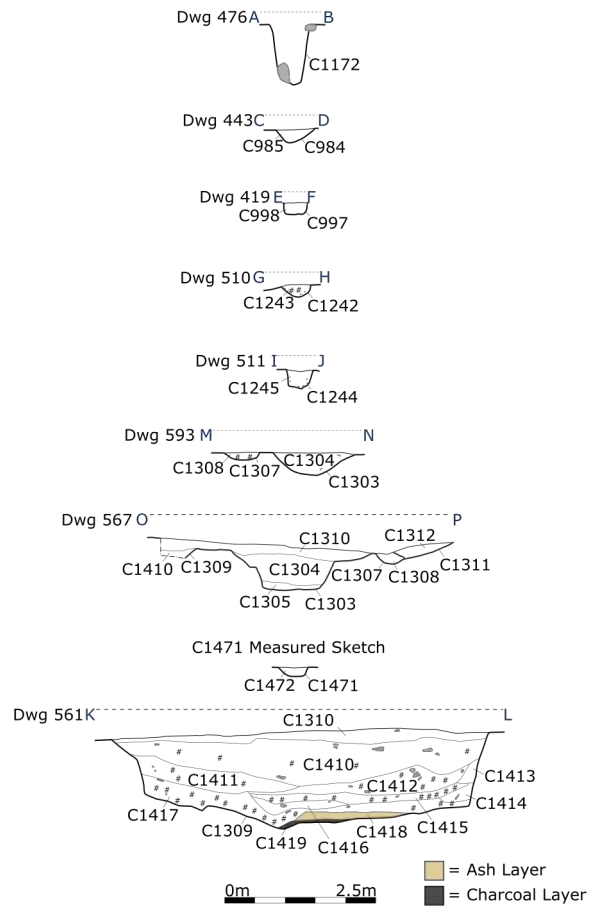 Dwg 476 A B
C1172
Dwg 443 C D
C985 C984
Dwg 419 E F
C998 C997
Dwg 510 G H
C1243 C1242
Dwg 511 I J
C1245 C1244
Dwg 593 M N
C1308 C1307 C1304
C1303
Dwg 567 O P
C1310 C1312
C1410 C1309 C1304 C1307 C1308 C1311
C1305 C1303
C1471 Measured Sketch
C1472 C1471
Dwg 561 K L
C1310
C1410
C1411 C1412 C1413
C1417 C1414
C1309 C1418 C1415
C1419 C1416
= Ash Layer
= Charcoal Layer
0m 2.5m